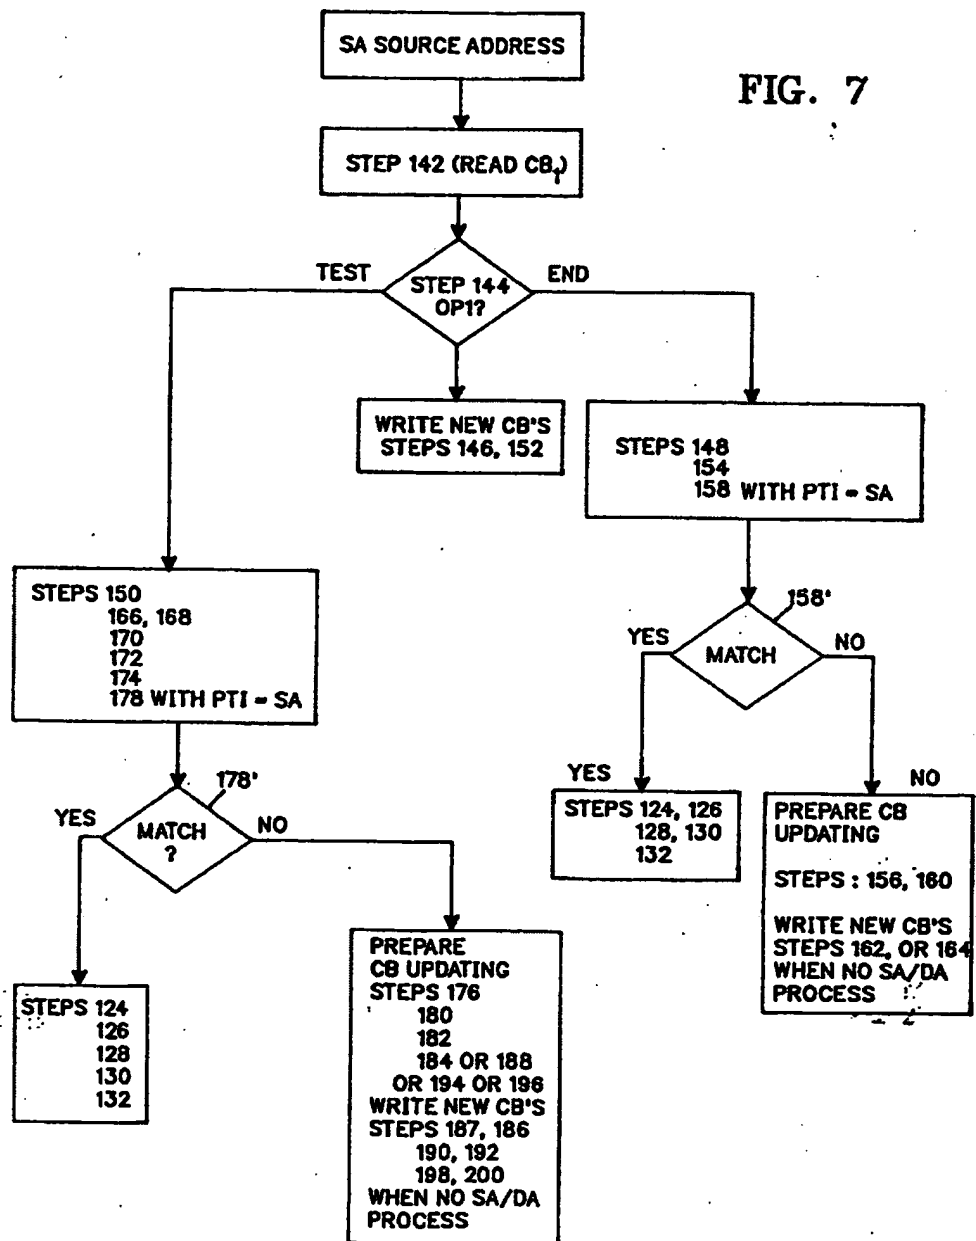 SA SOURCE ADDRESS
FIG. 7
STEP 142 (READ CB1)
TEST
STEP 144
OP1?
END
WRITE NEW CB'S
STEPS 146, 152
STEPS 148
154
158 WITH PTI = SA
STEPS 150
166, 168
170
172
174
178 WITH PTI = SA
158'
YES
MATCH
NO
178'
YES
MATCH
?
NO
YES
STEPS 124, 126
128, 130
132
NO
PREPARE CB
UPDATING
STEPS : 156, 160
WRITE NEW CB'S
STEPS 162, OR 164
WHEN NO SA/DA
PROCESS
STEPS 124
126
128
130
132
PREPARE
CB UPDATING
STEPS 176
180
182
184 OR 188
OR 194 OR 196
WRITE NEW CB'S
STEPS 187, 186
190, 192
198, 200
WHEN NO SA/DA
PROCESS